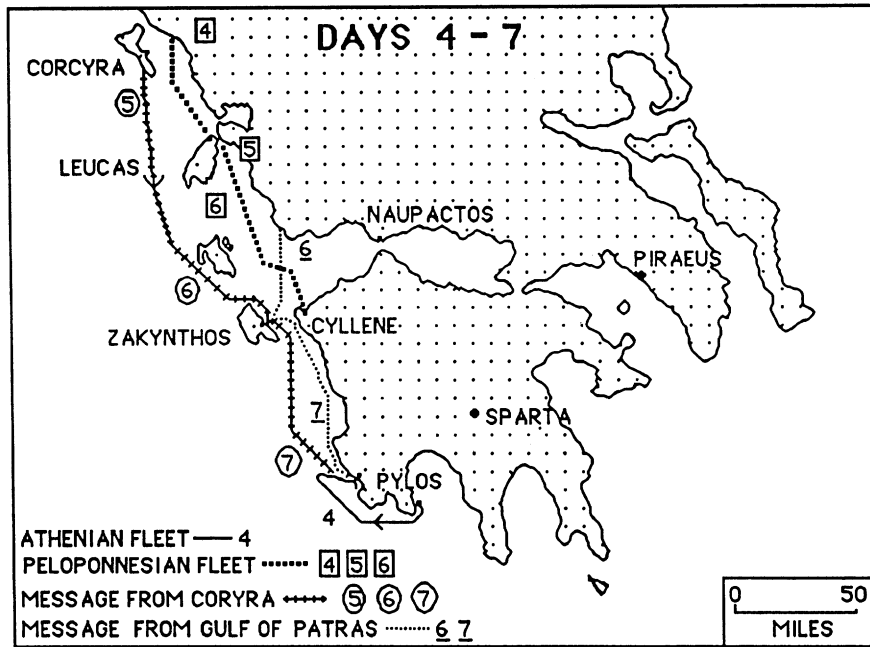 DAYS 4 - 7
4
CORCYRA
5
5
LEUCAS
6
NAUPACTOS
6
PIRAEUS
6
CYLLENE
ZAKYNTHOS
7
SPARTA
7
PYLOS
4
ATHENIAN FLEET 4
PELOPONNESIAN FLEET 4 5 6
MESSAGE FROM CORYRA 5 6 7
MESSAGE FROM GULF OF PATRAS 6 7
0 50
MILES